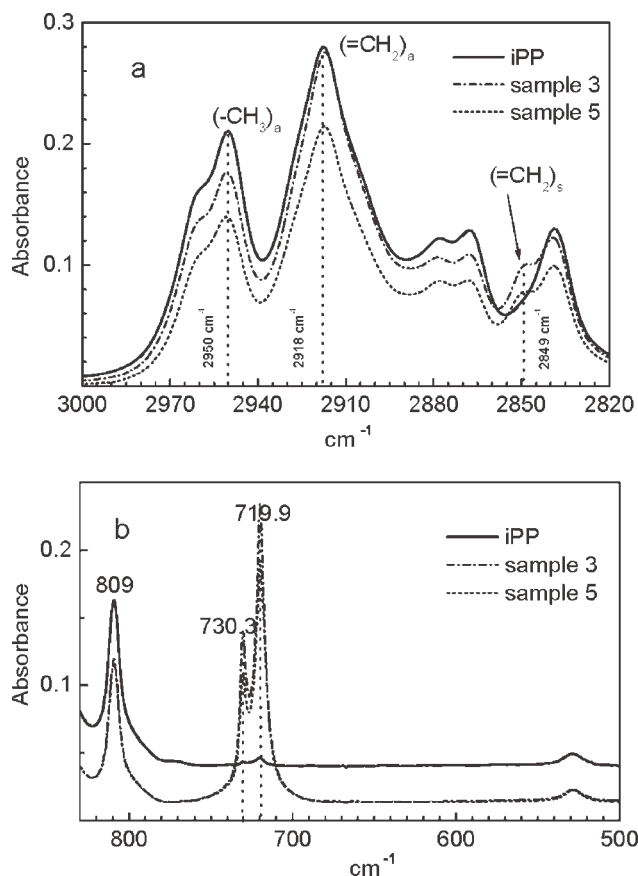 a
(=CH₂)ₐ
(-CH₃)ₐ
(=CH₂)ₛ
iPP
sample 3
sample 5
Absorbance
0.3
0.2
0.1
2950 cm⁻¹
2918 cm⁻¹
2849 cm⁻¹
3000 2970 2940 2910 2880 2850 2820
cm⁻¹
b
719.9
730.3
809
iPP
sample 3
sample 5
Absorbance
0.2
0.1
800 700 600 500
cm⁻¹